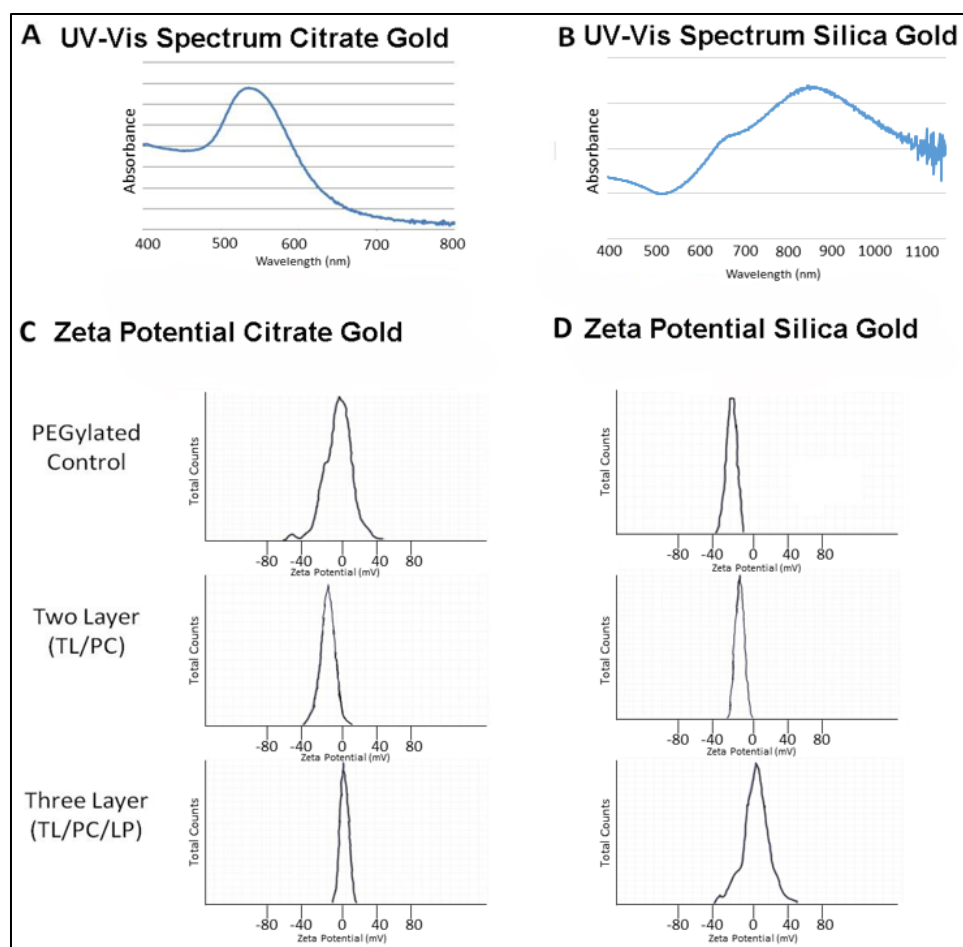 A UV-Vis Spectrum Citrate Gold
Absorbance
400 500 600 700 800
Wavelength (nm)
B UV-Vis Spectrum Silica Gold
Absorbance
400 500 600 700 800 900 1000 1100
Wavelength (nm)
C Zeta Potential Citrate Gold
D Zeta Potential Silica Gold
PEGylated
Control
Total Counts
-80 -40 0 40 80
Zeta Potential (mV)
Total Counts
-80 -40 0 40 80
Zeta Potential (mV)
Two Layer
(TL/PC)
Total Counts
-80 -40 0 40 80
Zeta Potential (mV)
Total Counts
-80 -40 0 40 80
Zeta Potential (mV)
Three Layer
(TL/PC/LP)
Total Counts
-80 -40 0 40 80
Zeta Potential (mV)
Total Counts
-80 -40 0 40 80
Zeta Potential (mV)